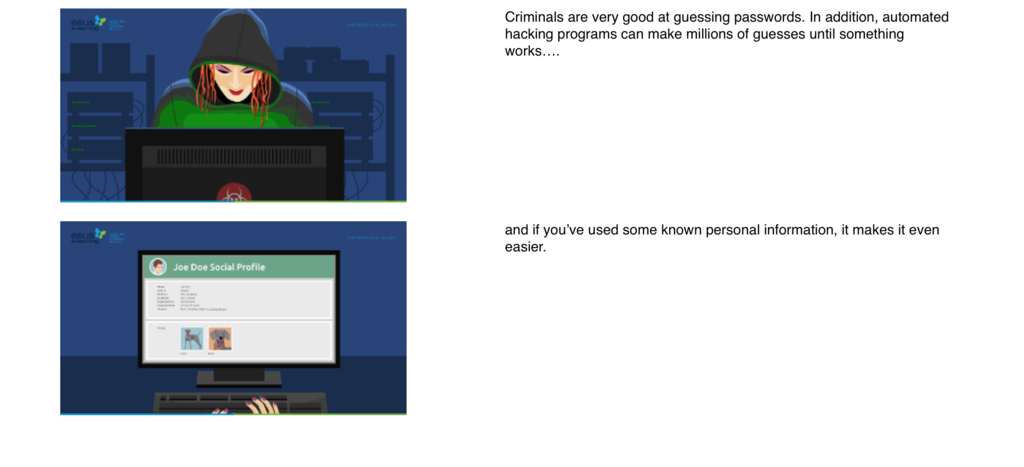 Criminals are very good at guessing passwords. In addition, automated
hacking programs can make millions of guesses until something
works….
and if you’ve used some known personal information, it makes it even
easier.
Joe Doe Social Profile